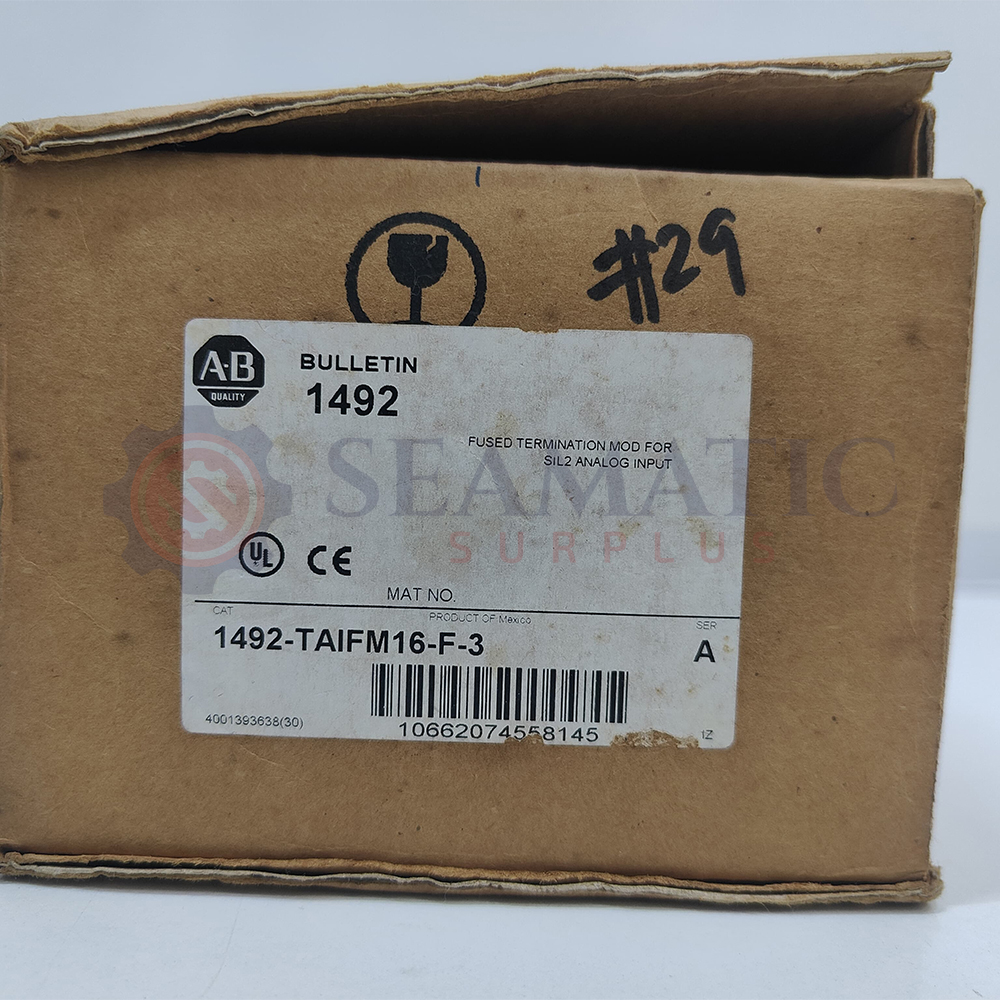 #29
A·B
QUALITY
BULLETIN
1492
FUSED TERMINATION MOD FOR
SIL2 ANALOG INPUT
SEAMATIC
SURPLUS
UL
CE
MAT NO.
CAT
PRODUCT OF Mexico
SER
1492-TAIFM16-F-3
A
4001393638(30)
10662074558145
1Z